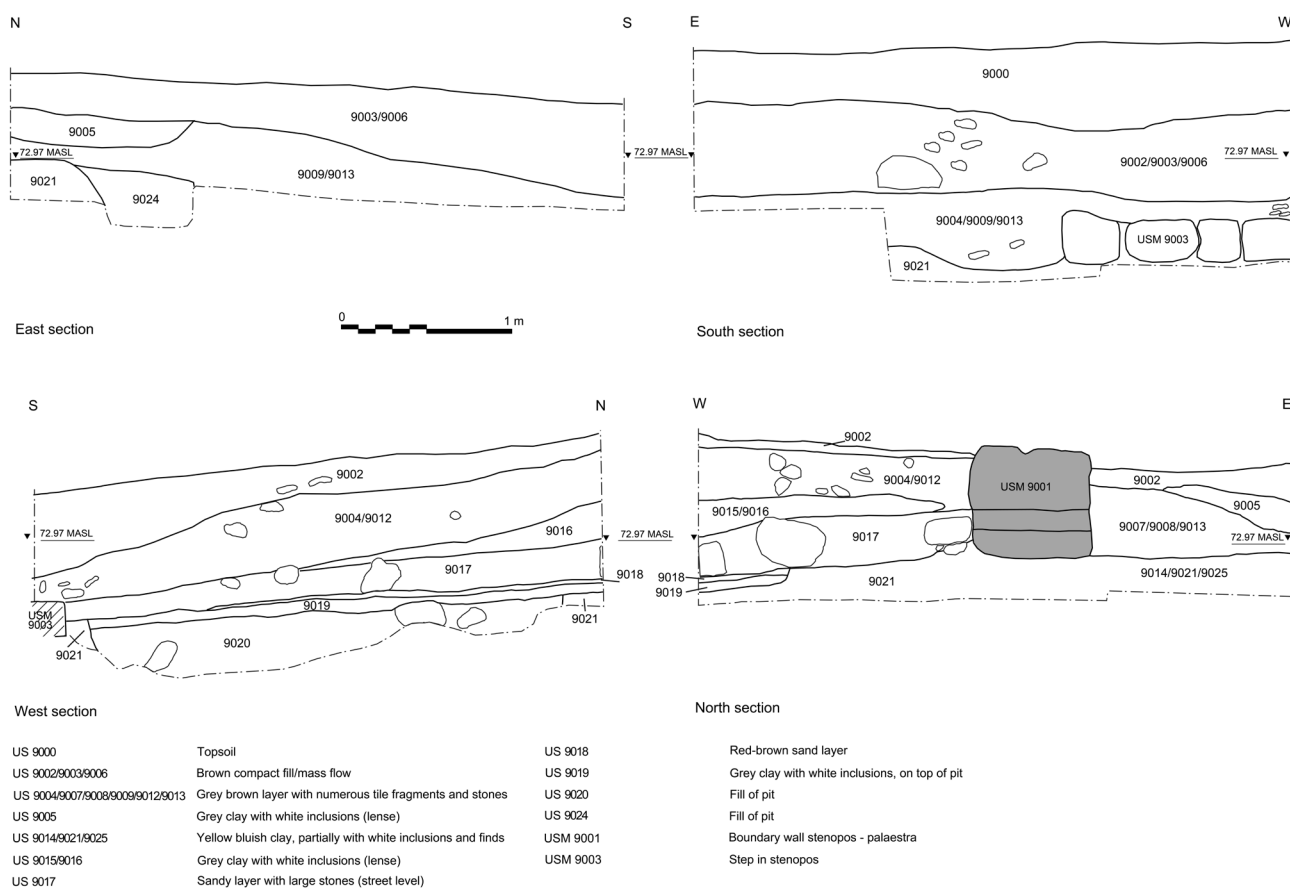 N
S
9003/9006
9005
72.97 MASL
9021
9024
9009/9013
72.97 MASL
East section
0
1 m
E
W
9000
9002/9003/9006
72.97 MASL
9004/9009/9013
USM 9003
9021
South section
S
N
9002
9004/9012
9016
72.97 MASL
72.97 MASL
9017
9018
9019
USM
9003
9021
9020
9021
West section
W
E
9002
9004/9012
USM 9001
9002
9005
9015/9016
9017
9007/9008/9013
72.97 MASL
9018
9019
9021
9014/9021/9025
North section
US 9000 Topsoil
US 9002/9003/9006 Brown compact fill/mass flow
US 9004/9007/9008/9009/9012/9013 Grey brown layer with numerous tile fragments and stones
US 9005 Grey clay with white inclusions (lense)
US 9014/9021/9025 Yellow bluish clay, partially with white inclusions and finds
US 9015/9016 Grey clay with white inclusions (lense)
US 9017 Sandy layer with large stones (street level)
US 9018 Red-brown sand layer
US 9019 Grey clay with white inclusions, on top of pit
US 9020 Fill of pit
US 9024 Fill of pit
USM 9001 Boundary wall stenopos - palaestra
USM 9003 Step in stenopos